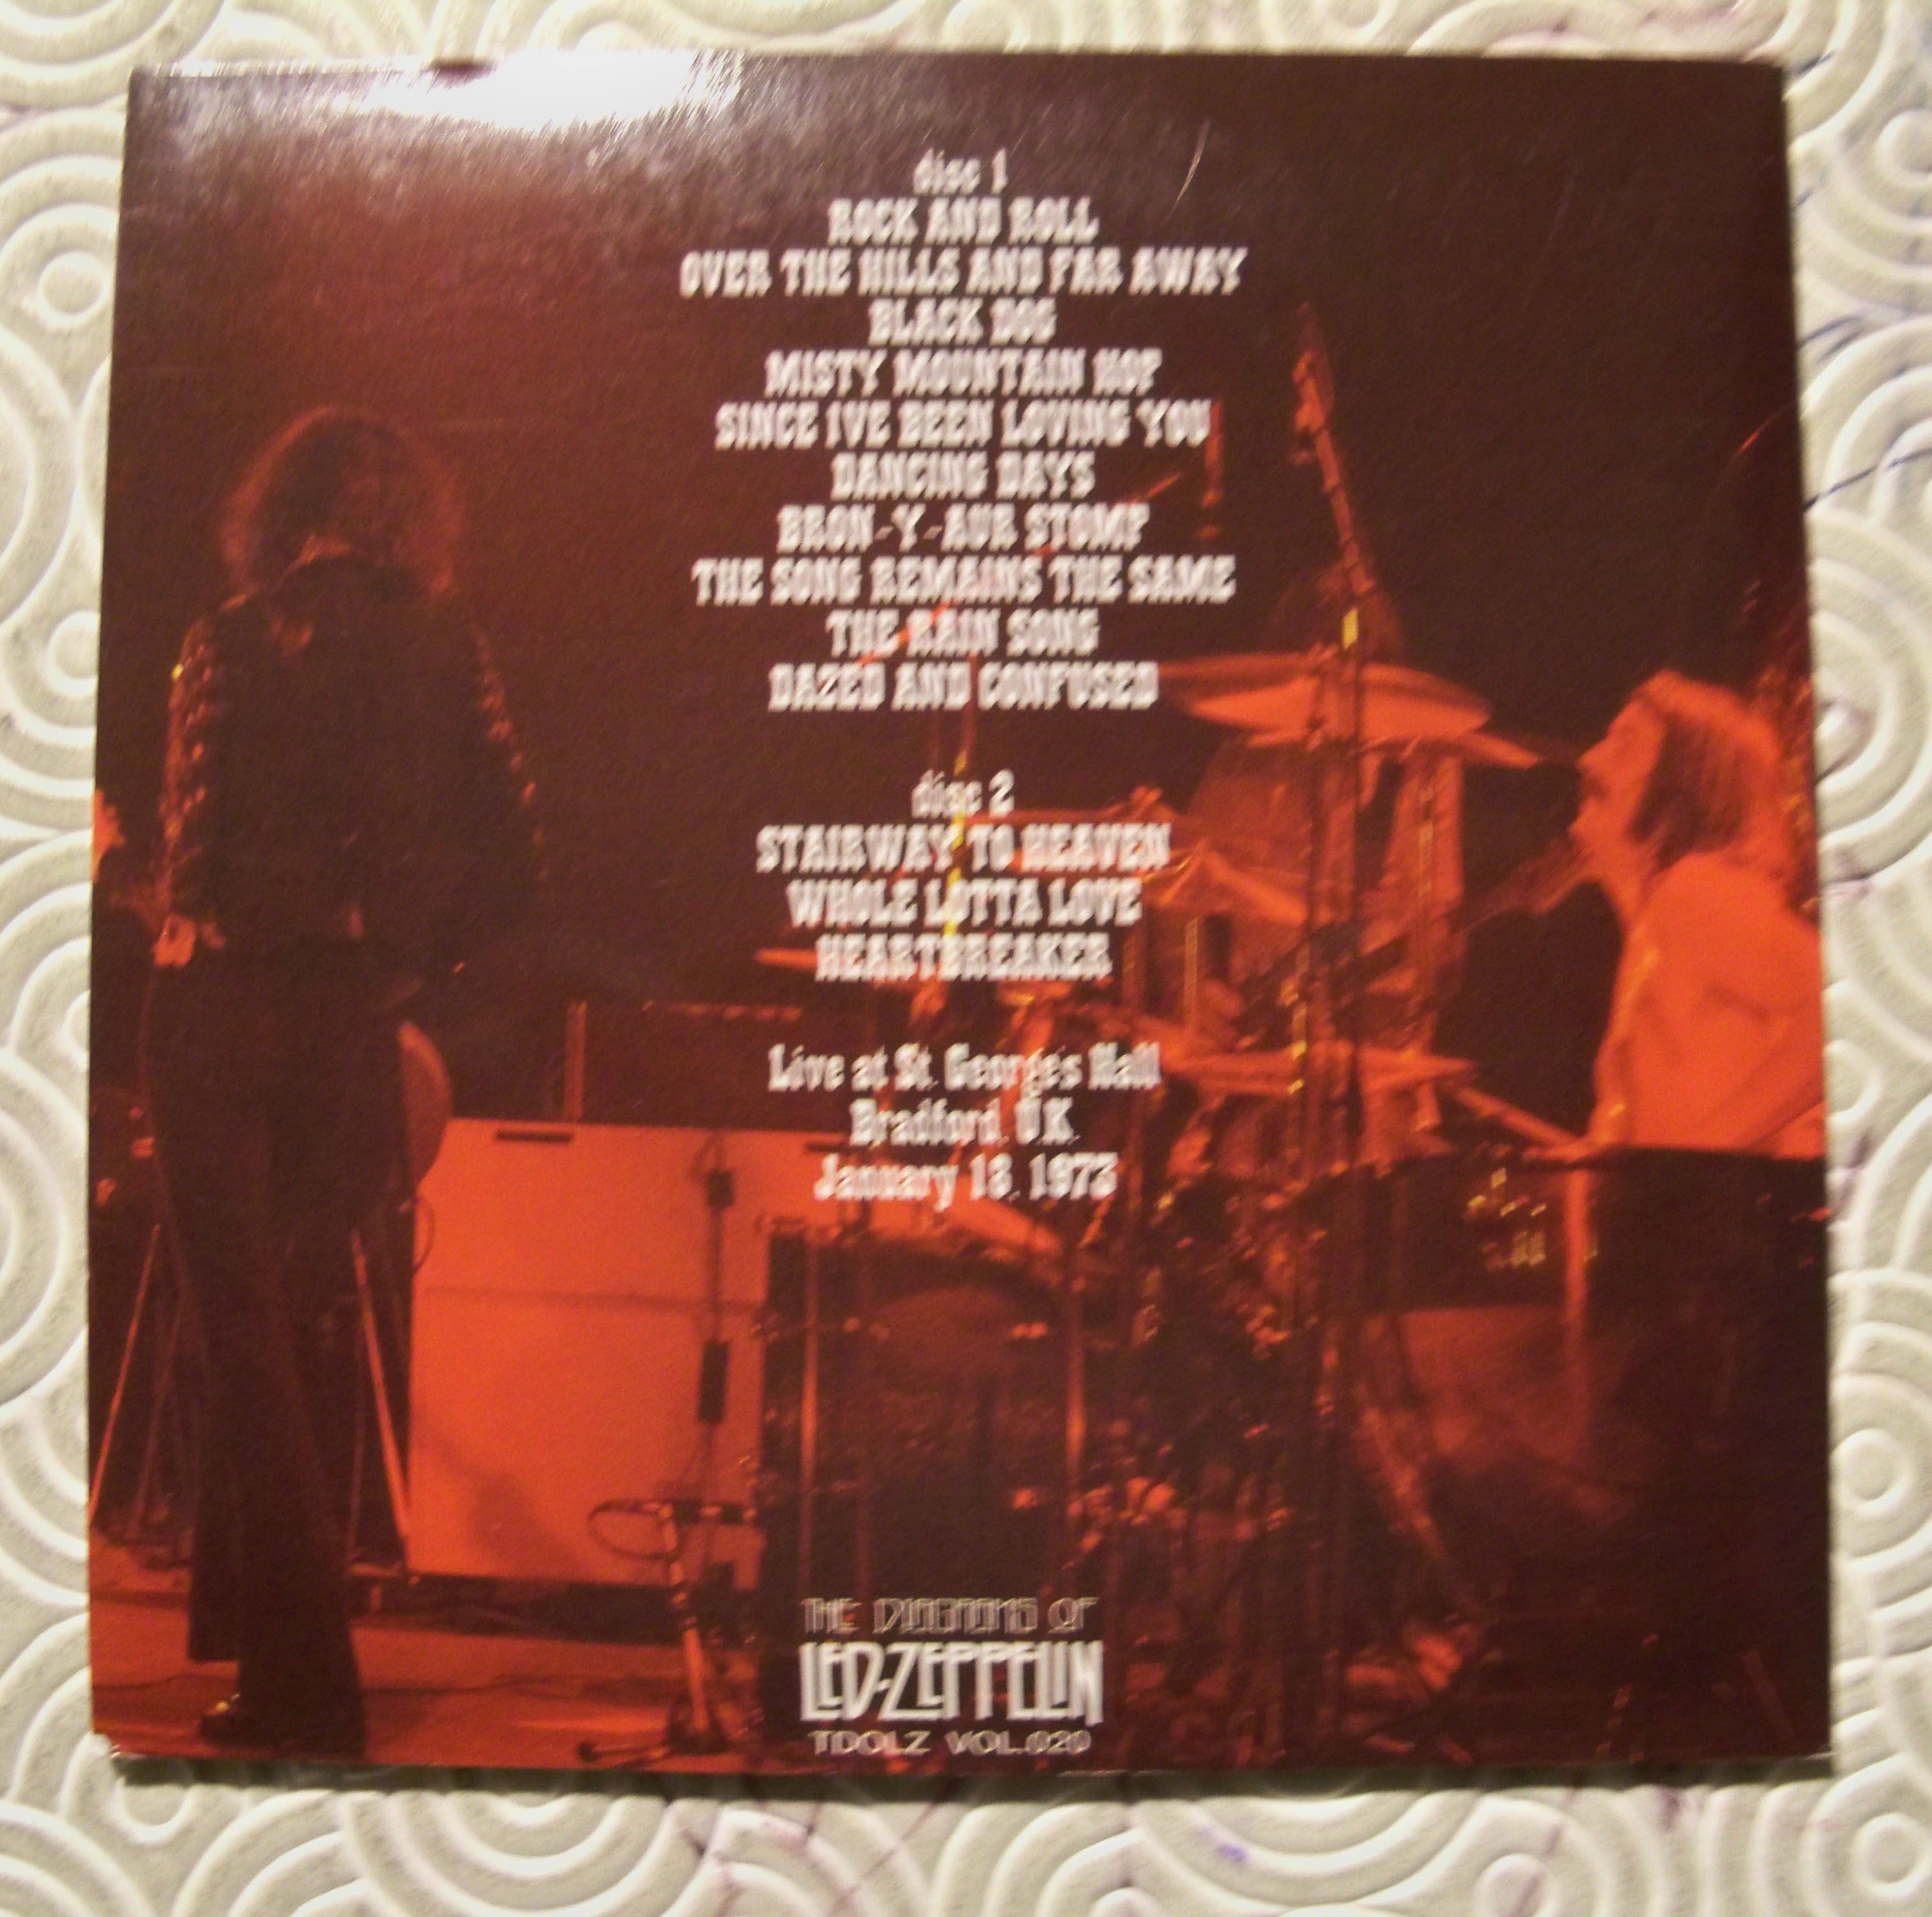 disc 1
ROCK AND ROLL
OVER THE HILLS AND FAR AWAY
BLACK DOG
MISTY MOUNTAIN HOP
SINCE IVE BEEN LOVING YOU
DANCING DAYS
BRON-Y-AUR STOMP
THE SONG REMAINS THE SAME
THE RAIN SONG
DAZED AND CONFUSED
disc 2
STAIRWAY TO HEAVEN
WHOLE LOTTA LOVE
HEARTBREAKER
Live at St. George's Hall
Bradford, U.K.
January 18, 1973
THE DIAGRAMS OF
LED-ZEPPELIN
TDOLZ VOL.020